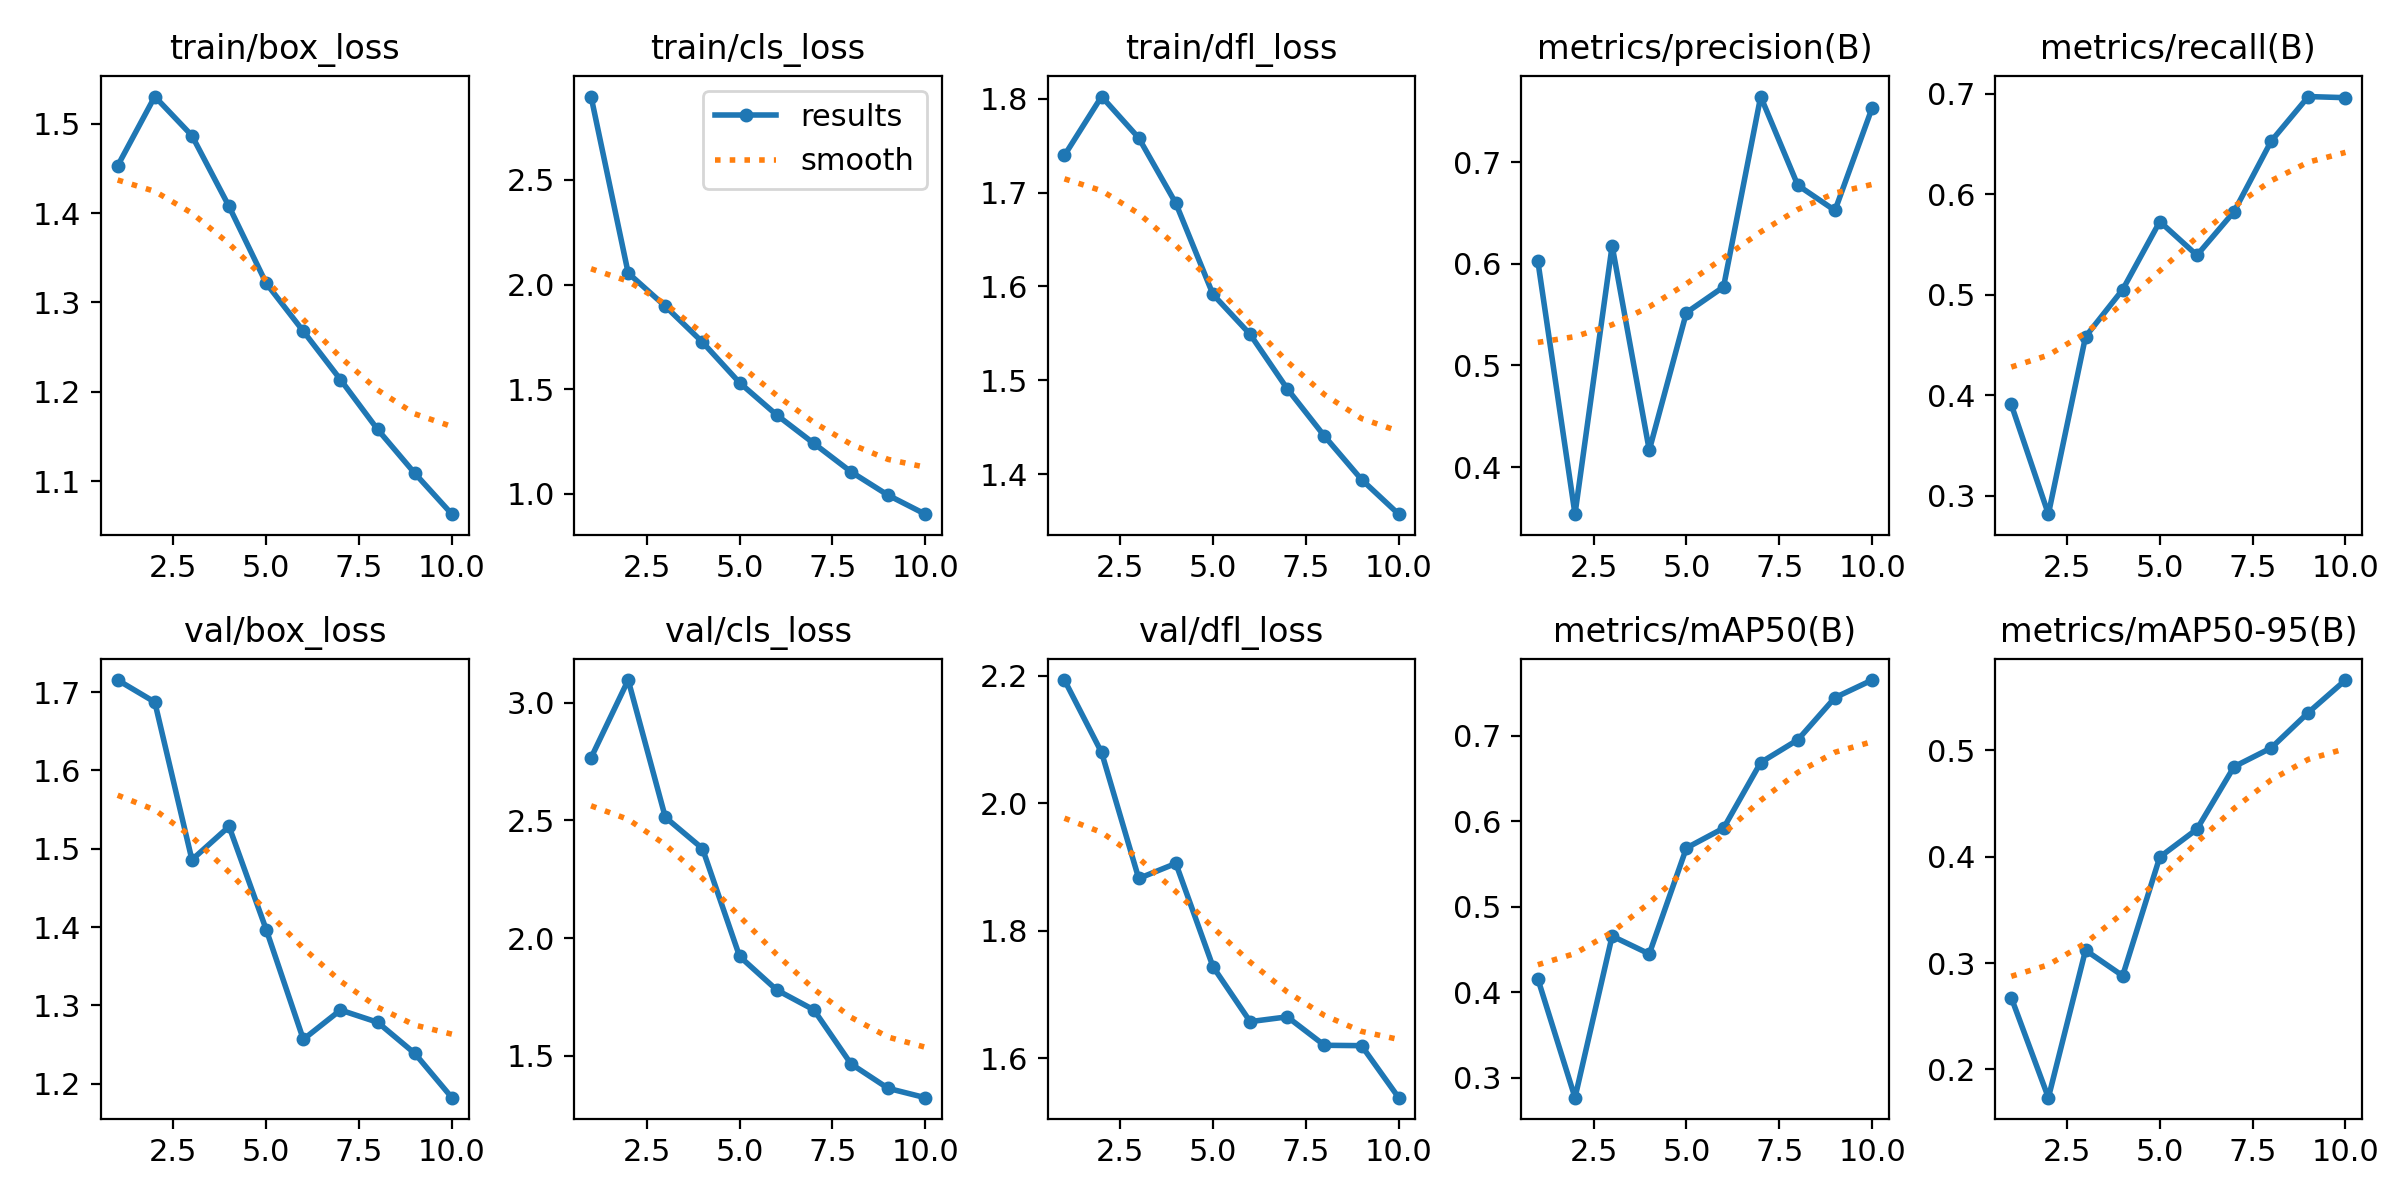 train/box_loss
1.5
1.4
1.3
1.2
1.1
2.5 5.0 7.5 10.0
train/cls_loss
results
smooth
2.5
2.0
1.5
1.0
2.5 5.0 7.5 10.0
train/dfl_loss
1.8
1.7
1.6
1.5
1.4
2.5 5.0 7.5 10.0
metrics/precision(B)
0.7
0.6
0.5
0.4
2.5 5.0 7.5 10.0
metrics/recall(B)
0.7
0.6
0.5
0.4
0.3
2.5 5.0 7.5 10.0
val/box_loss
1.7
1.6
1.5
1.4
1.3
1.2
2.5 5.0 7.5 10.0
val/cls_loss
3.0
2.5
2.0
1.5
2.5 5.0 7.5 10.0
val/dfl_loss
2.2
2.0
1.8
1.6
2.5 5.0 7.5 10.0
metrics/mAP50(B)
0.7
0.6
0.5
0.4
0.3
2.5 5.0 7.5 10.0
metrics/mAP50-95(B)
0.5
0.4
0.3
0.2
2.5 5.0 7.5 10.0